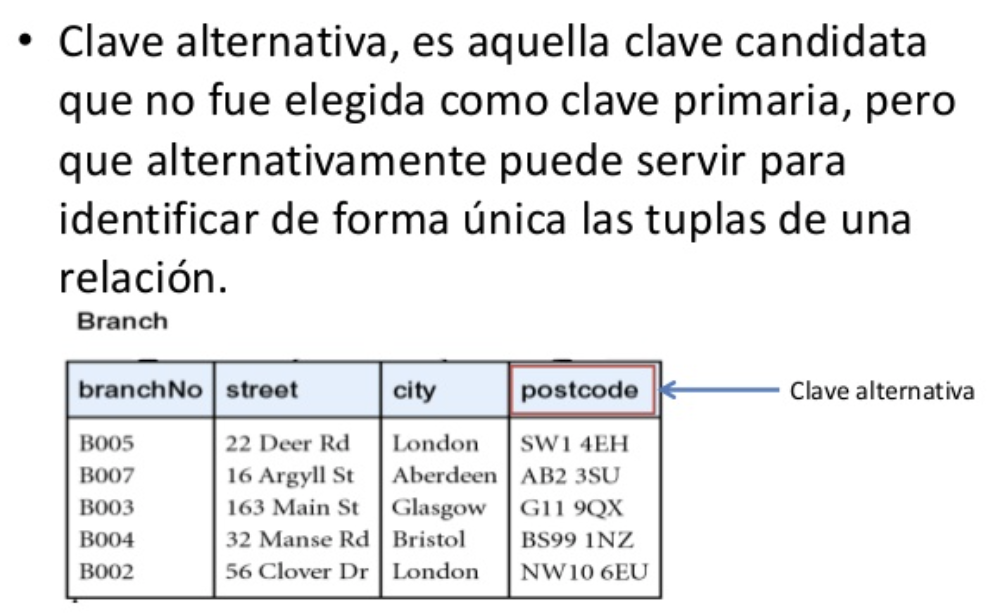 • Clave alternativa, es aquella clave candidata
que no fue elegida como clave primaria, pero
que alternativamente puede servir para
identificar de forma única las tuplas de una
relación.
Branch
branchNo street city postcode Clave alternativa
B005 22 Deer Rd London SW1 4EH
B007 16 Argyll St Aberdeen AB2 3SU
B003 163 Main St Glasgow G11 9QX
B004 32 Manse Rd Bristol BS99 1NZ
B002 56 Clover Dr London NW10 6EU